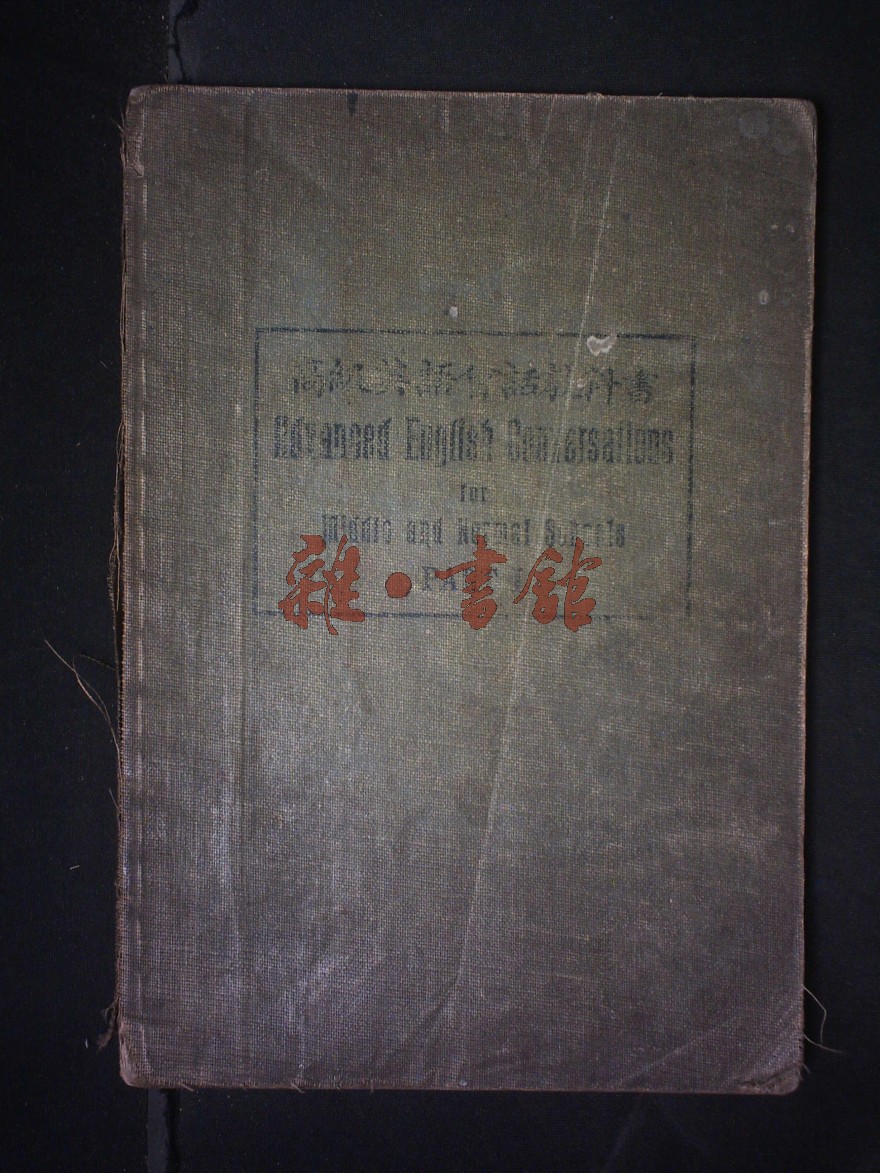 高級英語會話教科書
Advanced English Conversations
for
Middle and Normal Schools
PART
雜·書館